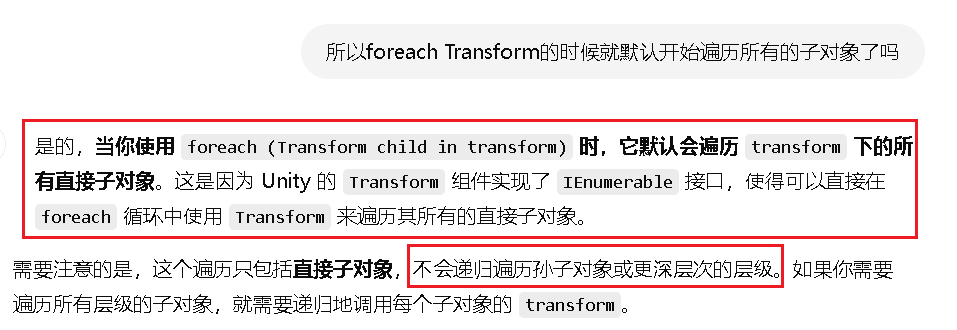 所以foreach Transform的时候就默认开始遍历所有的子对象了吗
是的，当你使用 foreach (Transform child in transform) 时，它默认会遍历 transform 下的所
有直接子对象。这是因为 Unity 的 Transform 组件实现了 IEnumerable 接口，使得可以直接在
foreach 循环中使用 Transform 来遍历其所有的直接子对象。
需要注意的是，这个遍历只包括直接子对象，不会递归遍历孙子对象或更深层次的层级。如果你需要
遍历所有层级的子对象，就需要递归地调用每个子对象的 transform。